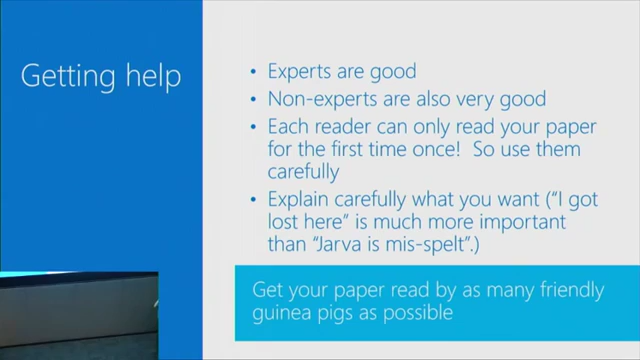 Getting help
• Experts are good
• Non-experts are also very good
• Each reader can only read your paper
for the first time once!  So use them
carefully
• Explain carefully what you want (“I got
lost here” is much more important
than “Jarva is mis-spelt”.)
Get your paper read by as many friendly
guinea pigs as possible